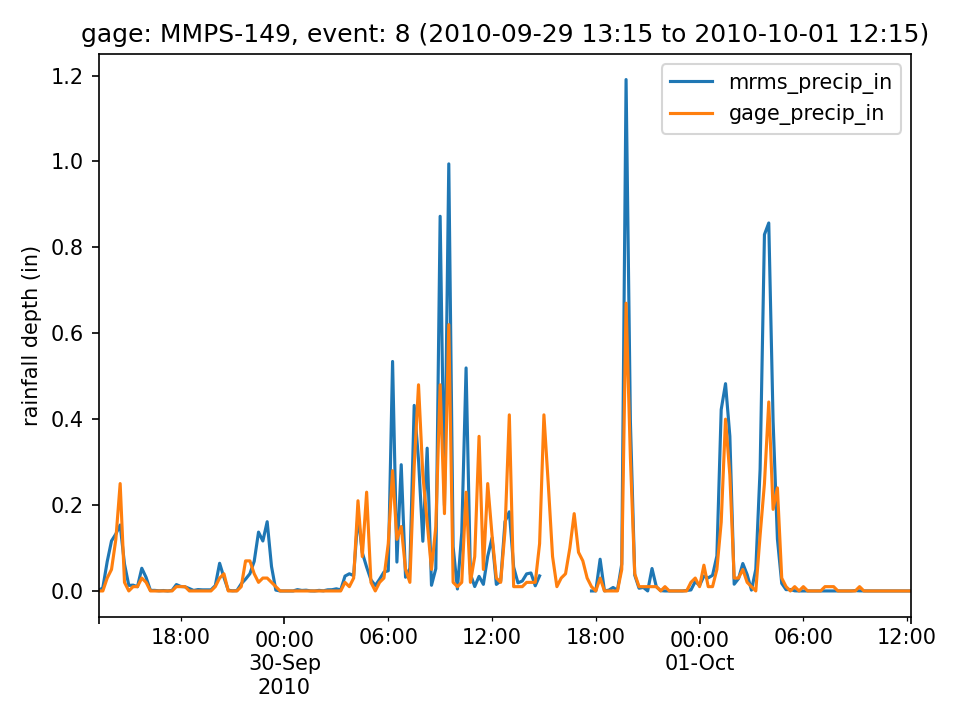 gage: MMPS-149, event: 8 (2010-09-29 13:15 to 2010-10-01 12:15)
mrms_precip_in
gage_precip_in
rainfall depth (in)
1.2
1.0
0.8
0.6
0.4
0.2
0.0
18:00 00:00 06:00 12:00 18:00 00:00 06:00 12:00
30-Sep 01-Oct
2010